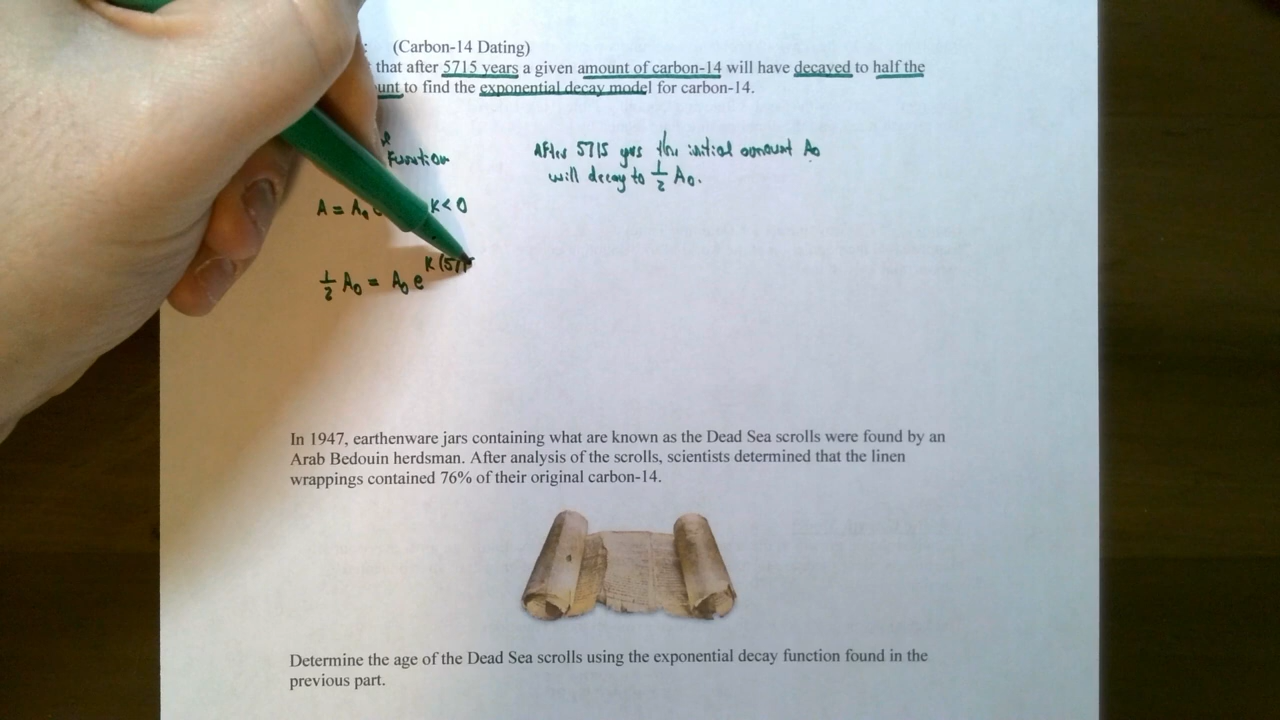 : (Carbon-14 Dating)
that after 5715 years a given amount of carbon-14 will have decayed to half the
unt to find the exponential decay model for carbon-14.
Function
After 5715 yrs the initial amount A₀
will decay to ½ A₀.
A = A₀ K < 0
½ A₀ = A₀ e^K(571
In 1947, earthenware jars containing what are known as the Dead Sea scrolls were found by an
Arab Bedouin herdsman. After analysis of the scrolls, scientists determined that the linen
wrappings contained 76% of their original carbon-14.
Determine the age of the Dead Sea scrolls using the exponential decay function found in the
previous part.